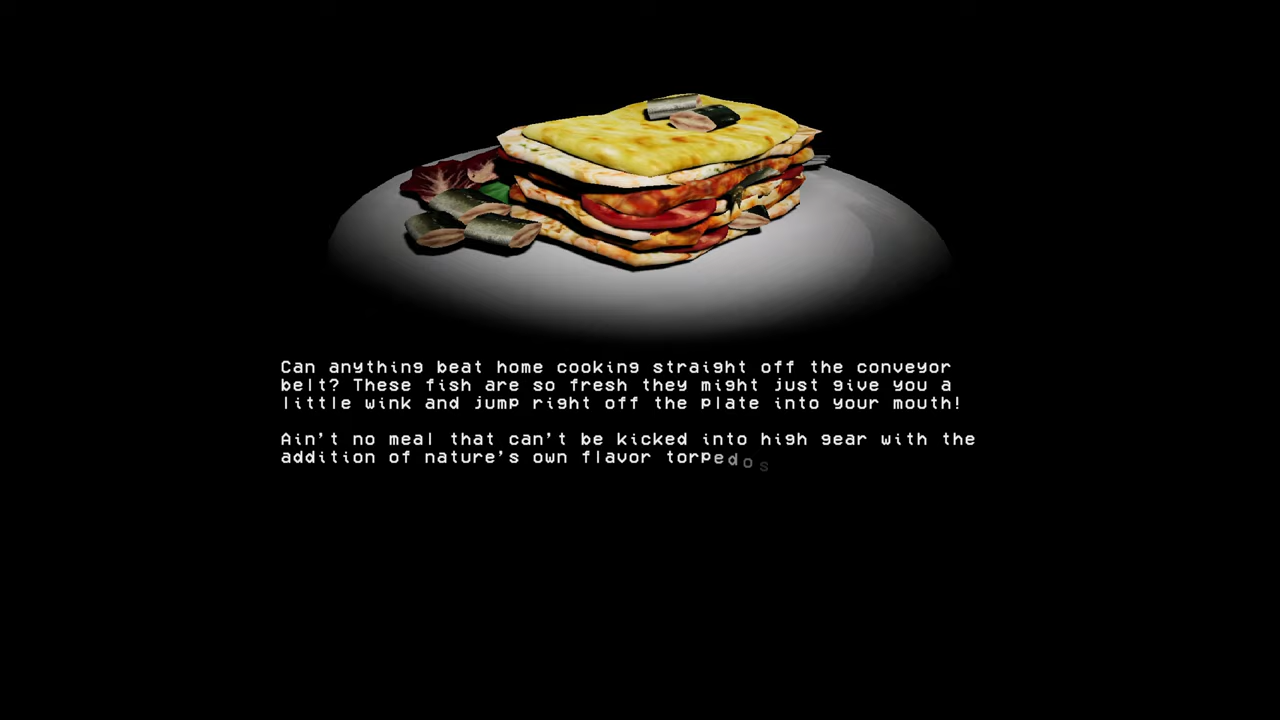 Can anything beat home cooking straight off the conveyor
belt? These fish are so fresh they might just give you a
little wink and jump right off the plate into your mouth!
Ain't no meal that can't be kicked into high gear with the
addition of nature's own flavor torpedos